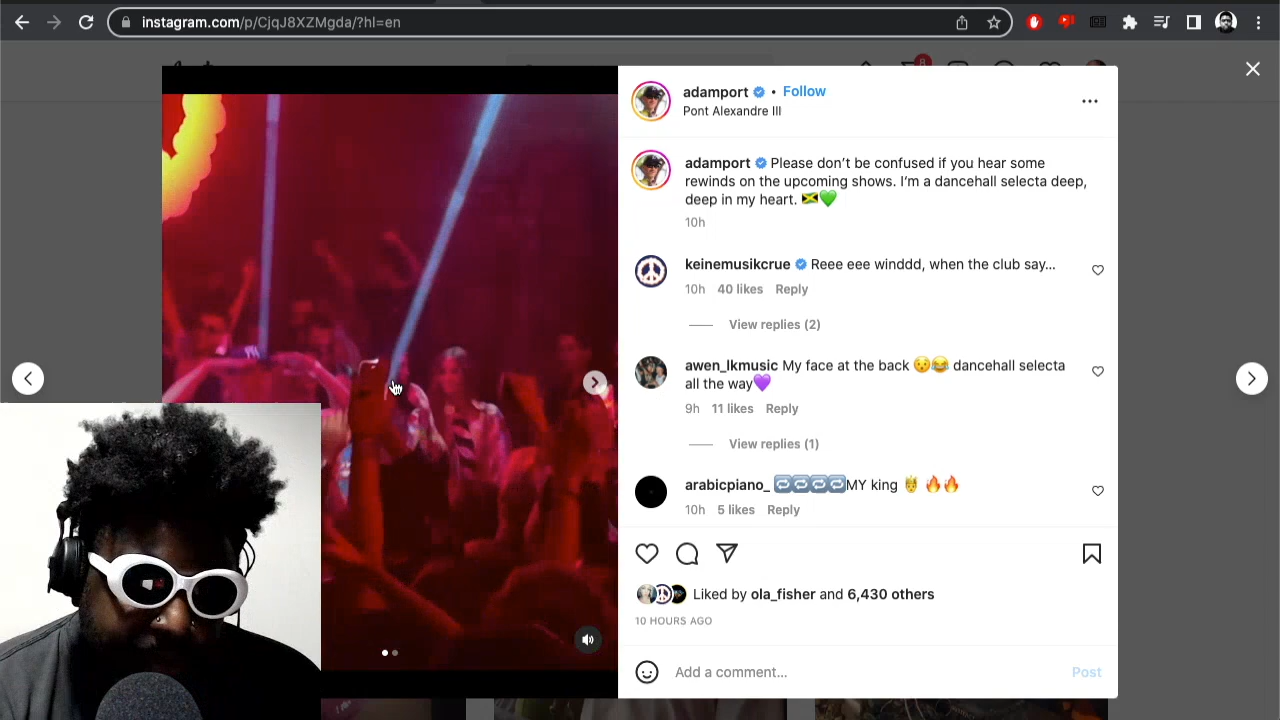 instagram.com/p/CjqJ8XZMgda/?hl=en
8
adamport • Follow
Pont Alexandre III
adamport Please don’t be confused if you hear some
rewinds on the upcoming shows. I’m a dancehall selecta deep,
deep in my heart. 🇯🇲💚
10h
keinemusikcrue Reee eee winddd, when the club say...
10h 40 likes Reply
View replies (2)
awen_lkmusic My face at the back 😯😂 dancehall selecta
all the way💜
9h 11 likes Reply
View replies (1)
arabicpiano_ 🔁🔁🔁🔁MY king 🤴 🔥🔥
10h 5 likes Reply
Liked by ola_fisher and 6,430 others
10 HOURS AGO
Add a comment...
Post